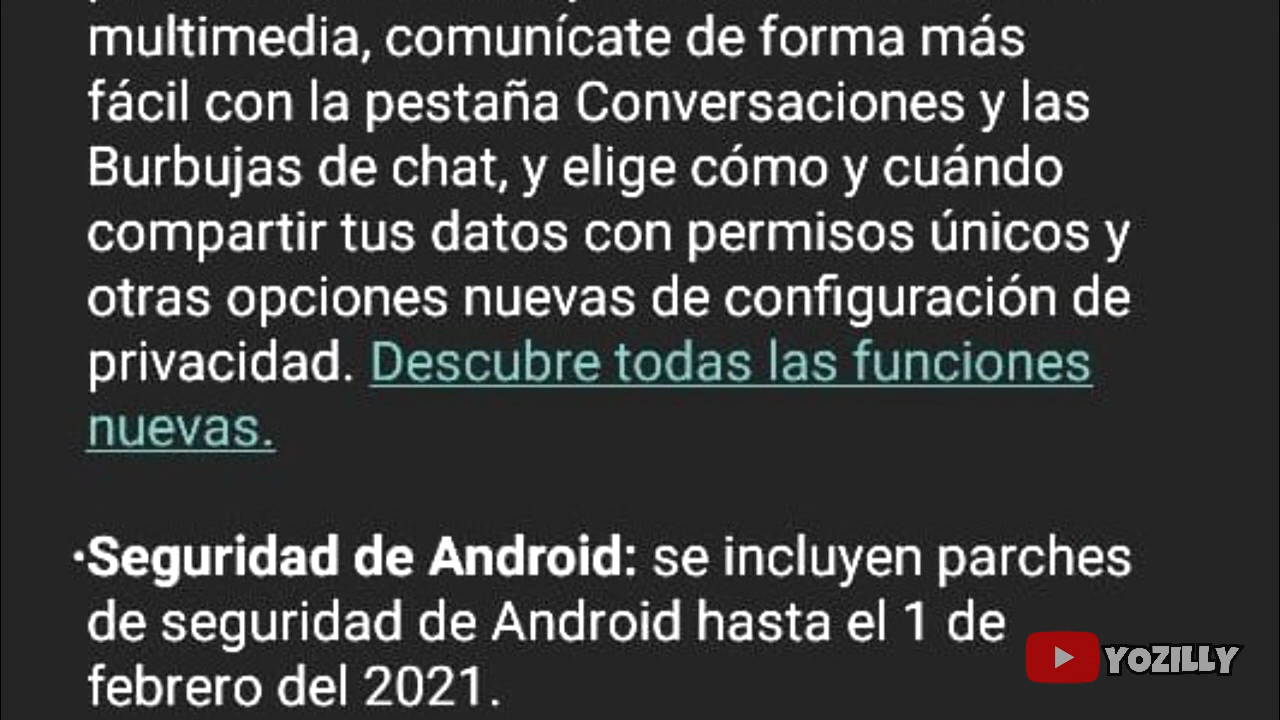 multimedia, comunícate de forma más
fácil con la pestaña Conversaciones y las
Burbujas de chat, y elige cómo y cuándo
compartir tus datos con permisos únicos y
otras opciones nuevas de configuración de
privacidad. Descubre todas las funciones
nuevas.
·Seguridad de Android: se incluyen parches
de seguridad de Android hasta el 1 de
febrero del 2021.
YOZILLY